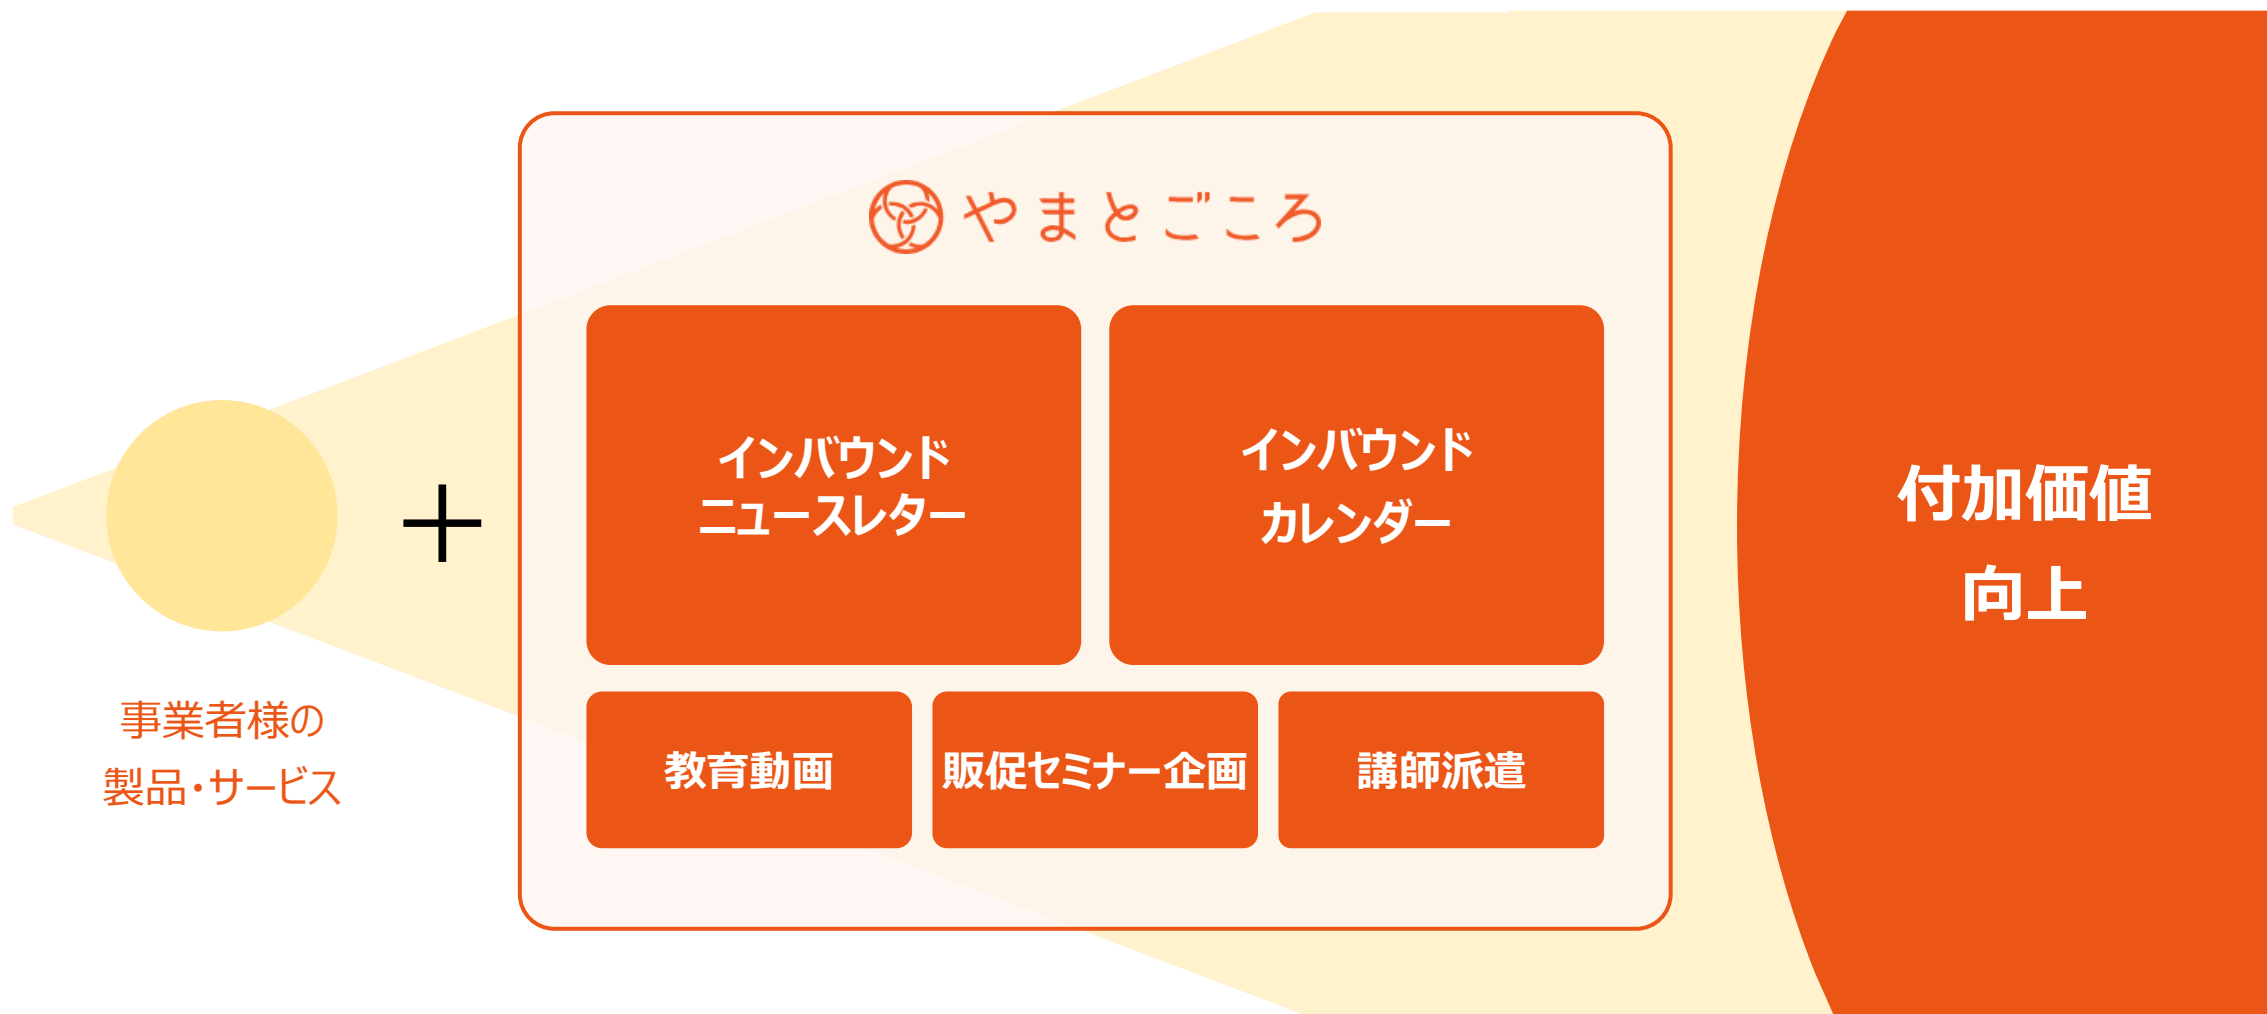 やまとごころ
インバウンド
ニュースレター
インバウンド
カレンダー
教育動画
販促セミナー企画
講師派遣
事業者様の
製品・サービス
+
付加価値
向上